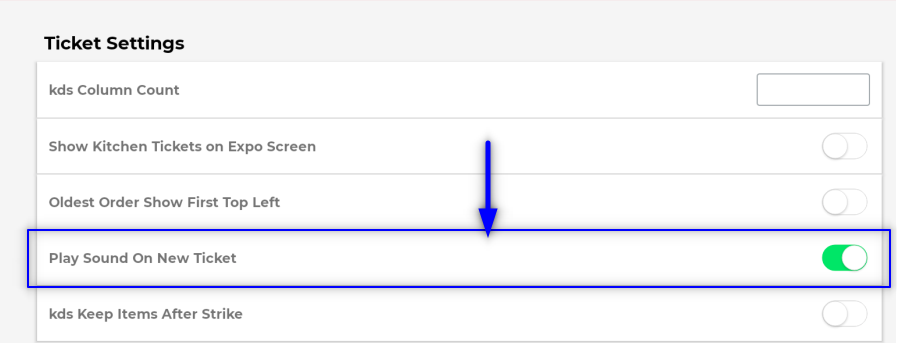 Ticket Settings
kds Column Count
Show Kitchen Tickets on Expo Screen
Oldest Order Show First Top Left
Play Sound On New Ticket
kds Keep Items After Strike